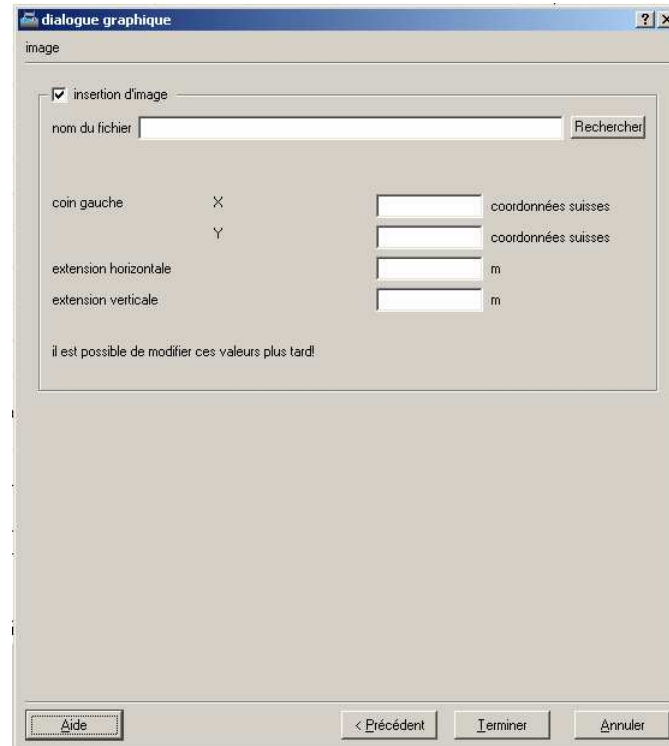 dialogue graphique
image
insertion d'image
nom du fichier Rechercher
coin gauche X coordonnées suisses
Y coordonnées suisses
extension horizontale m
extension verticale m
il est possible de modifier ces valeurs plus tard!
Aide < Précédent Terminer Annuler